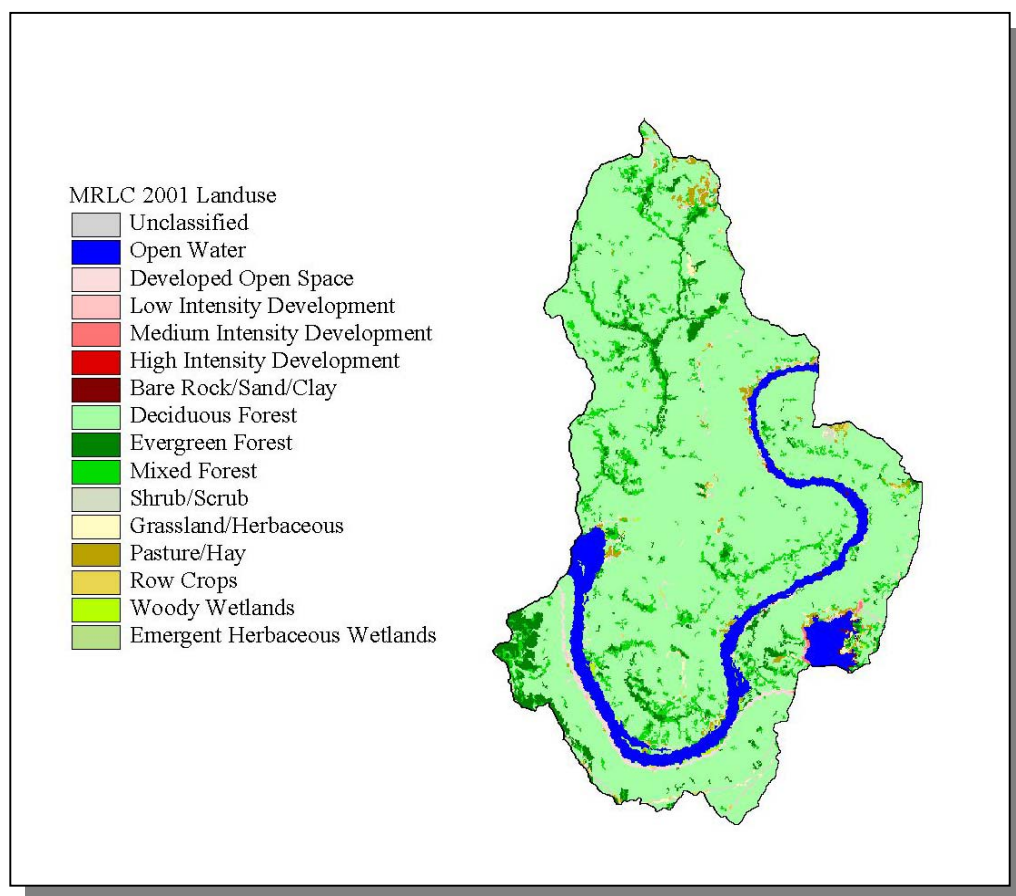 MRLC 2001 Landuse
Unclassified
Open Water
Developed Open Space
Low Intensity Development
Medium Intensity Development
High Intensity Development
Bare Rock/Sand/Clay
Deciduous Forest
Evergreen Forest
Mixed Forest
Shrub/Scrub
Grassland/Herbaceous
Pasture/Hay
Row Crops
Woody Wetlands
Emergent Herbaceous Wetlands